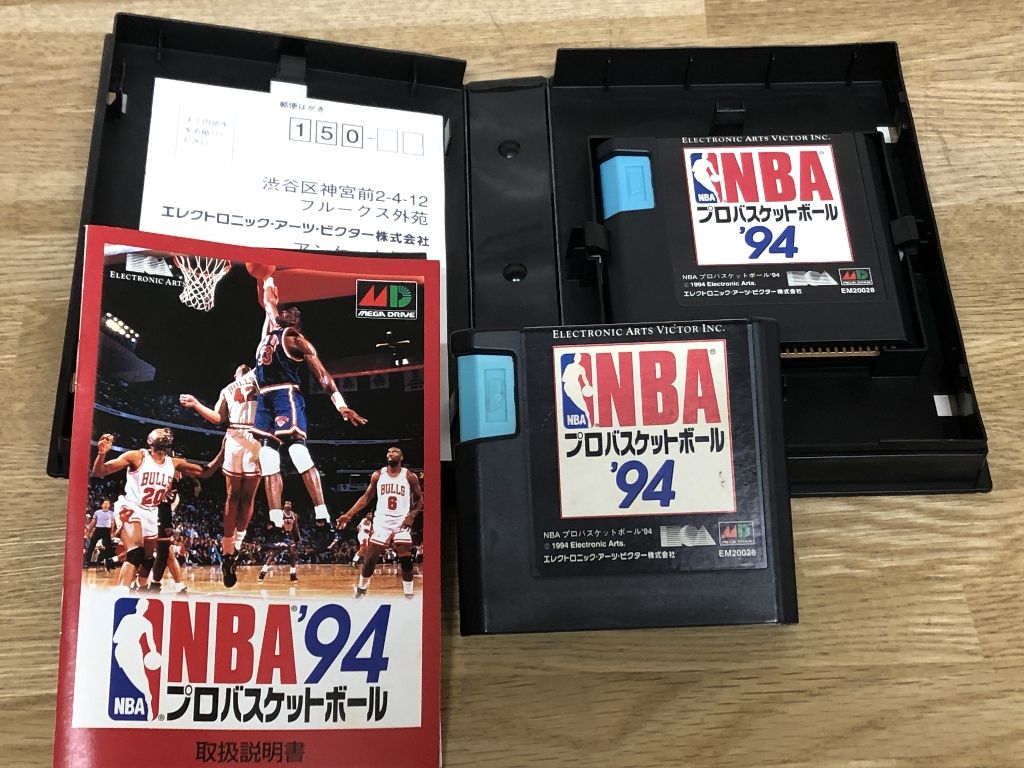 郵便はがき
150-
渋谷区神宮前2-4-12
フルークス外苑
エレクトロニック・アーツ・ビクター株式会社
ELECTRONIC ARTS
MD
MEGA DRIVE
BULLS
42
BULLS
20
BULLS
6
NBA
NBA'94
プロバスケットボール
取扱説明書
ELECTRONIC ARTS VICTOR INC.
NBA
NBA
プロバスケットボール
'94
NBA プロバスケットボール'94
© 1994 Electronic Arts.
エレクトロニック・アーツ・ビクター株式会社
MD
MEGA DRIVE
EM20028
ELECTRONIC ARTS VICTOR INC.
NBA
NBA
プロバスケットボール
'94
NBA プロバスケットボール'94
© 1994 Electronic Arts.
エレクトロニック・アーツ・ビクター株式会社
MD
MEGA DRIVE
EM20028